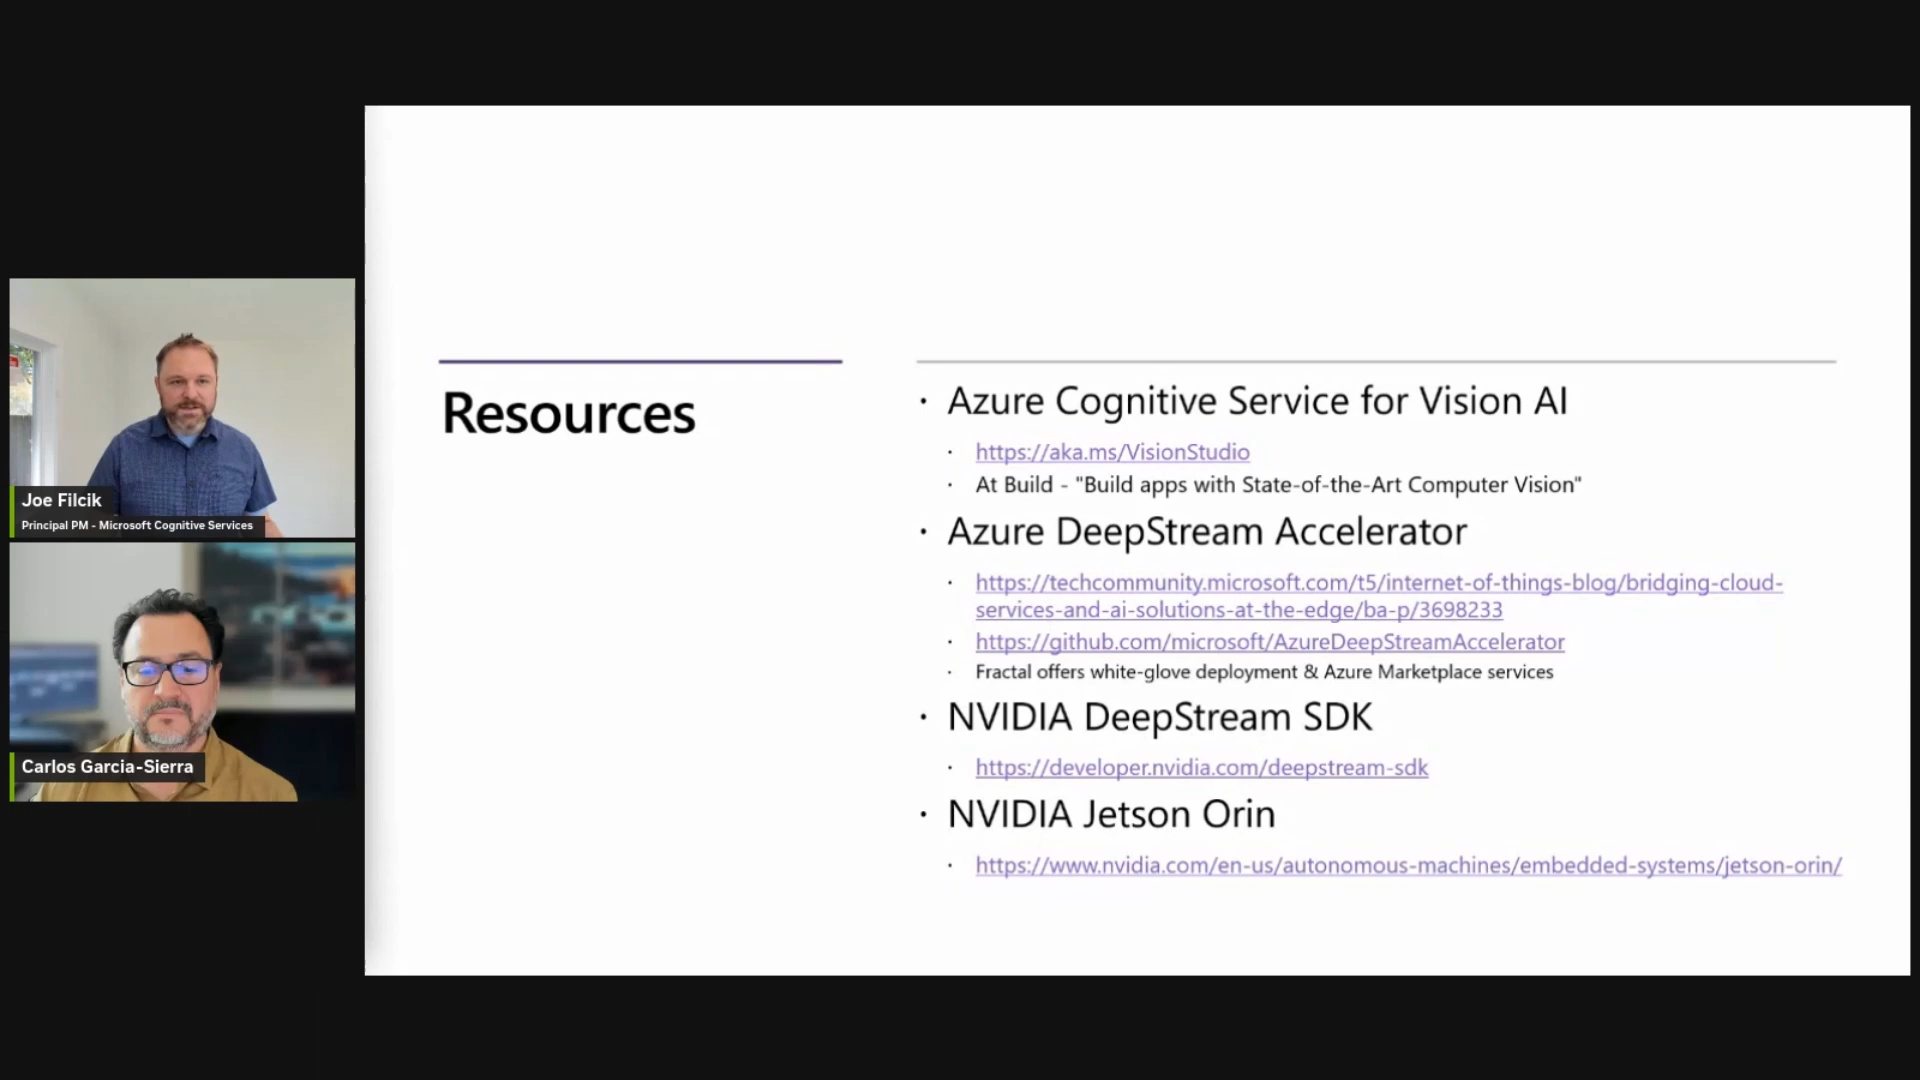 Joe Filcik
Principal PM - Microsoft Cognitive Services
Carlos Garcia-Sierra
Resources
· Azure Cognitive Service for Vision AI
· https://aka.ms/VisionStudio
· At Build - "Build apps with State-of-the-Art Computer Vision"
· Azure DeepStream Accelerator
· https://techcommunity.microsoft.com/t5/internet-of-things-blog/bridging-cloud-
services-and-ai-solutions-at-the-edge/ba-p/3698233
· https://github.com/microsoft/AzureDeepStreamAccelerator
· Fractal offers white-glove deployment & Azure Marketplace services
· NVIDIA DeepStream SDK
· https://developer.nvidia.com/deepstream-sdk
· NVIDIA Jetson Orin
· https://www.nvidia.com/en-us/autonomous-machines/embedded-systems/jetson-orin/